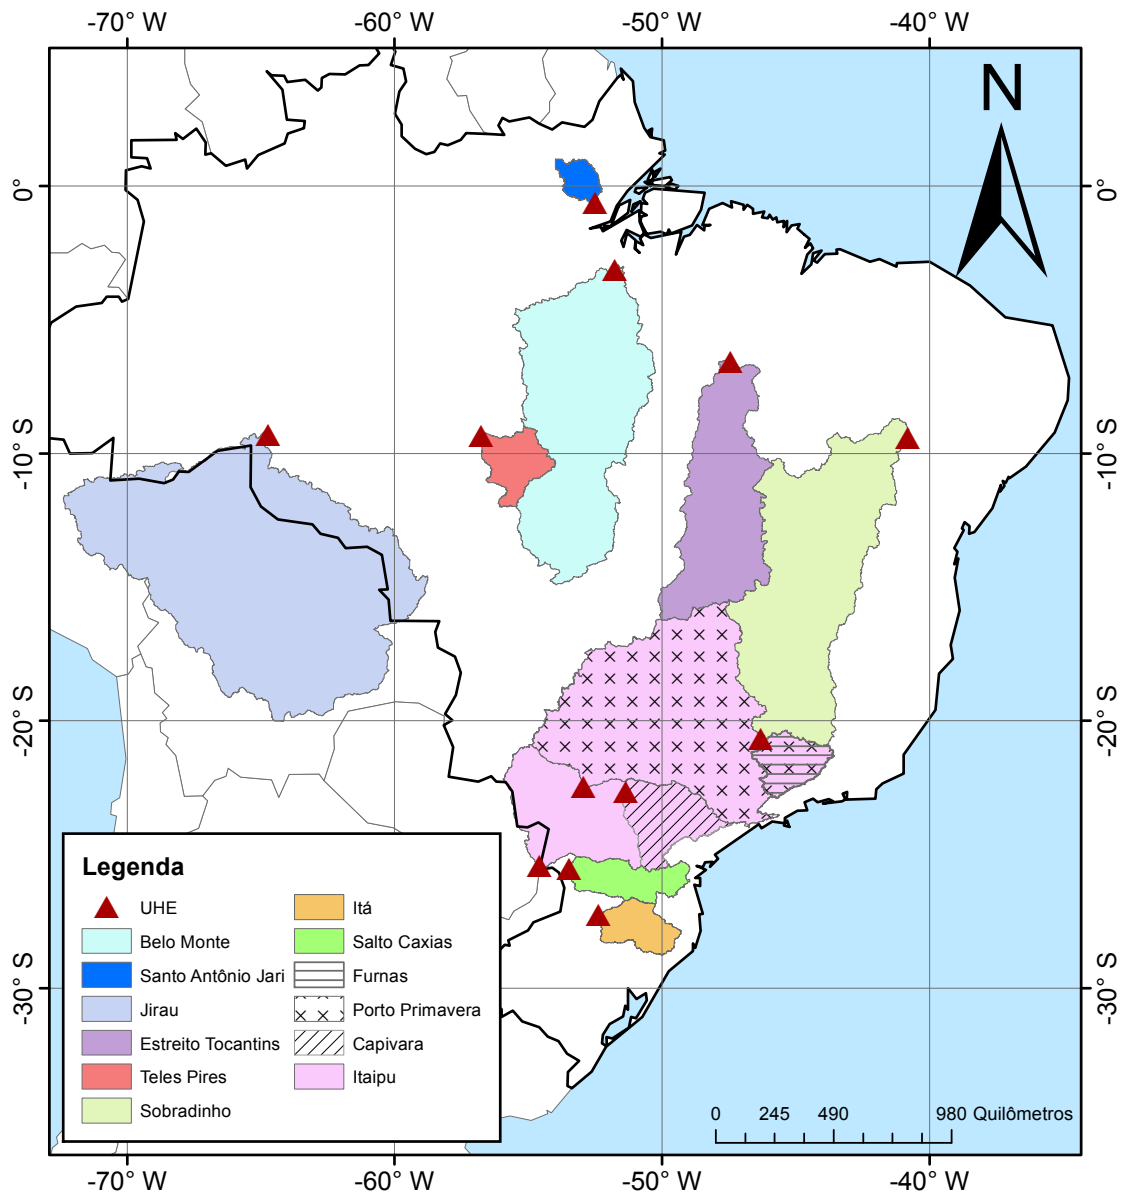 -70° W -60° W -50° W -40° W
N
0° 0°
-10° S -10° S
-20° S -20° S
-30° S -30° S
Legenda
UHE
Belo Monte
Santo Antônio Jari
Jirau
Estreito Tocantins
Teles Pires
Sobradinho
Itá
Salto Caxias
Furnas
Porto Primavera
Capivara
Itaipu
0 245 490 980 Quilômetros
-70° W -60° W -50° W -40° W